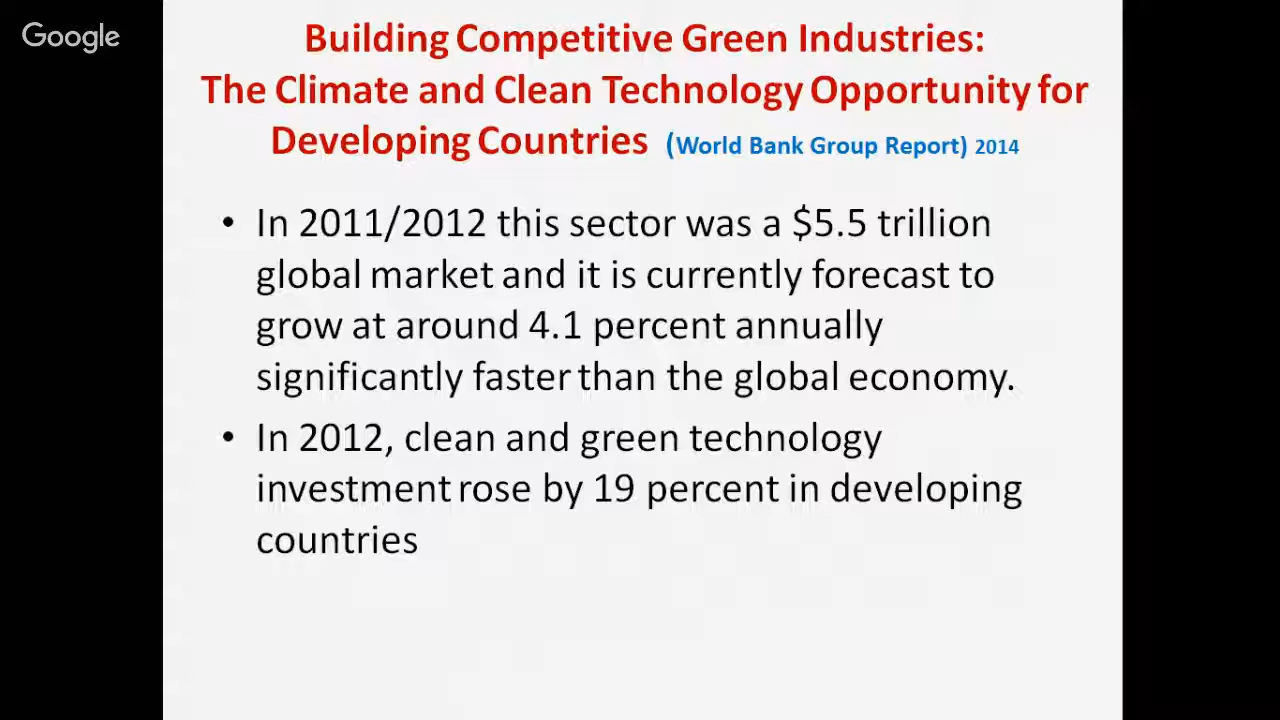 Google
Building Competitive Green Industries:
The Climate and Clean Technology Opportunity for
Developing Countries (World Bank Group Report) 2014
• In 2011/2012 this sector was a $5.5 trillion
global market and it is currently forecast to
grow at around 4.1 percent annually
significantly faster than the global economy.
• In 2012, clean and green technology
investment rose by 19 percent in developing
countries